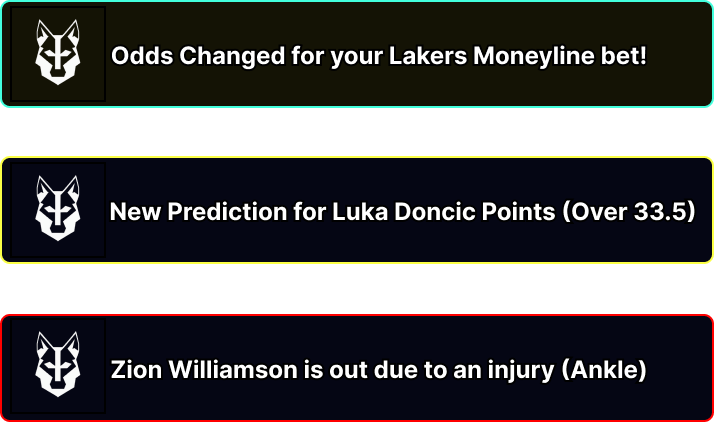 Odds Changed for your Lakers Moneyline bet!
New Prediction for Luka Doncic Points (Over 33.5)
Zion Williamson is out due to an injury (Ankle)